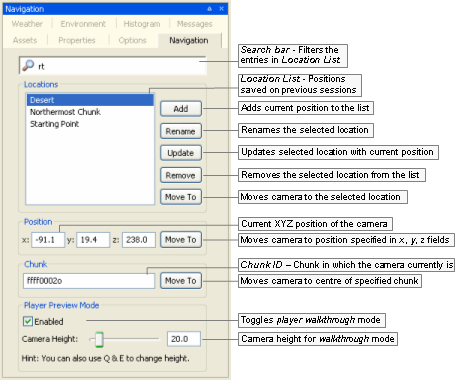 Navigation
Weather Environment Histogram Messages
Assets Properties Options Navigation
rt
Search bar - Filters the
entries in Location List
Locations
Location List - Positions
saved on previous sessions
Desert
Northermost Chunk
Starting Point
Add
Adds current position to the list
Rename
Renames the selected location
Update
Updates selected location with current position
Remove
Removes the selected location from the list
Move To
Moves camera to the selected location
Position
Current XYZ position of the camera
x: -91.1 y: 19.4 z: 238.0 Move To
Moves camera to position specified in x, y, z fields
Chunk
Chunk ID – Chunk in which the camera currently is
ffff0002o Move To
Moves camera to centre of specified chunk
Player Preview Mode
Enabled
Toggles player walkthrough mode
Camera Height: 20.0
Camera height for walkthrough mode
Hint: You can also use Q & E to change height.